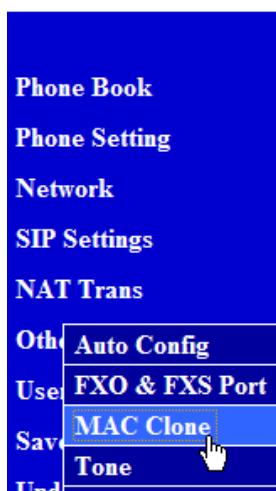 Phone Book
Phone Setting
Network
SIP Settings
NAT Trans
Auto Config
FXO & FXS Port
MAC Clone
Tone